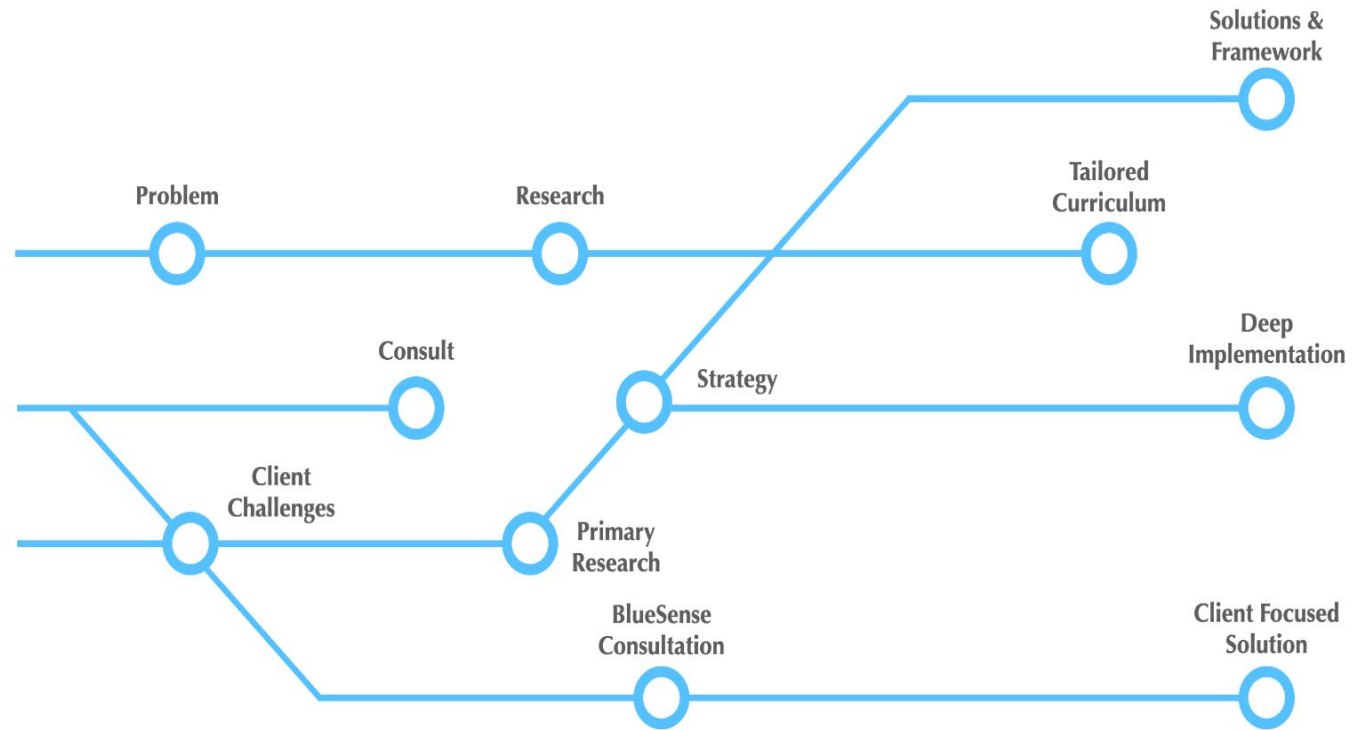 Solutions &
Framework
Problem
Research
Tailored
Curriculum
Consult
Strategy
Deep
Implementation
Client
Challenges
Primary
Research
BlueSense
Consultation
Client Focused
Solution